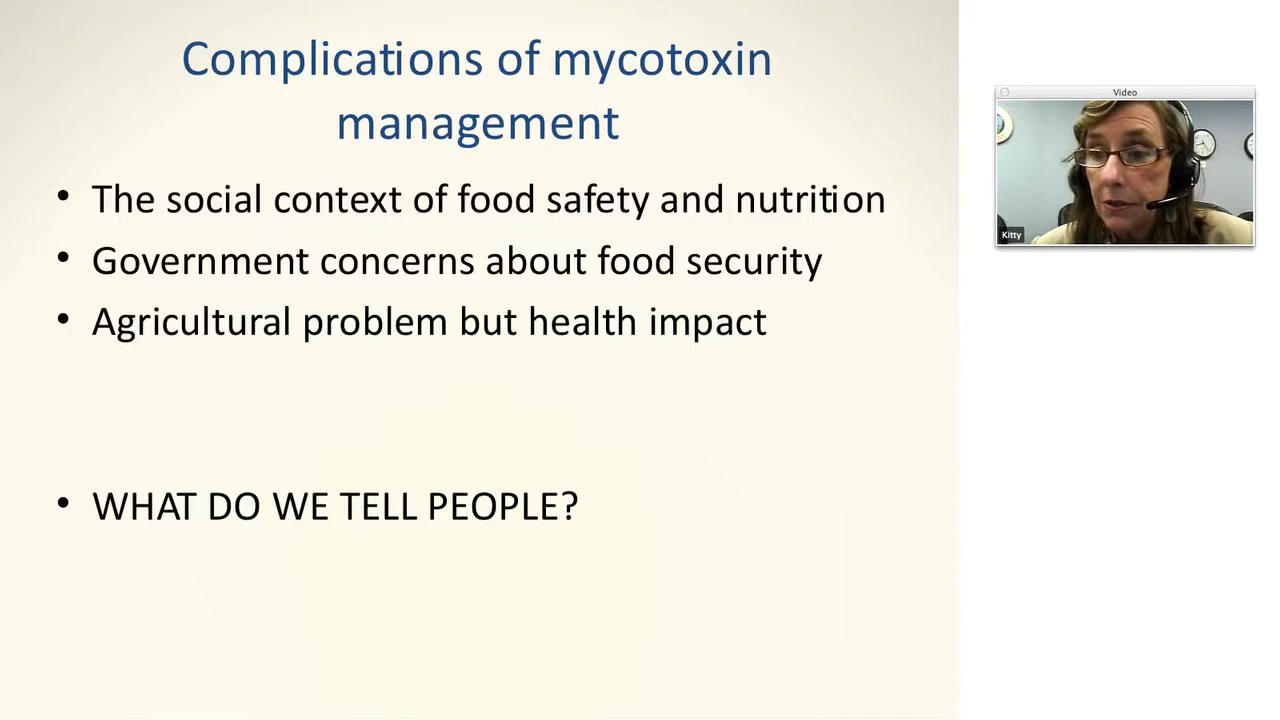 Complications of mycotoxin
management
• The social context of food safety and nutrition
• Government concerns about food security
• Agricultural problem but health impact
• WHAT DO WE TELL PEOPLE?
Video
Kitty